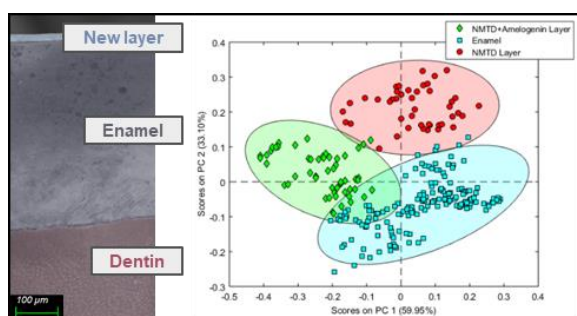 New layer
Enamel
Dentin
100 µm
NMTD+Amelogenin Layer
Enamel
NMTD Layer
Scores on PC 2 (33.10%)
0.4
0.3
0.2
0.1
0
-0.1
-0.2
-0.3
-0.5
-0.4
-0.3
-0.2
-0.1
0
0.1
0.2
0.3
0.4
Scores on PC 1 (59.95%)